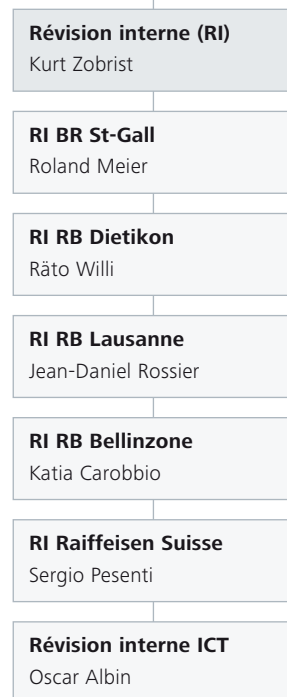 Révision interne (RI)
Kurt Zobrist
RI BR St-Gall
Roland Meier
RI RB Dietikon
Räto Willi
RI RB Lausanne
Jean-Daniel Rossier
RI RB Bellinzone
Katia Carobbio
RI Raiffeisen Suisse
Sergio Pesenti
Révision interne ICT
Oscar Albin